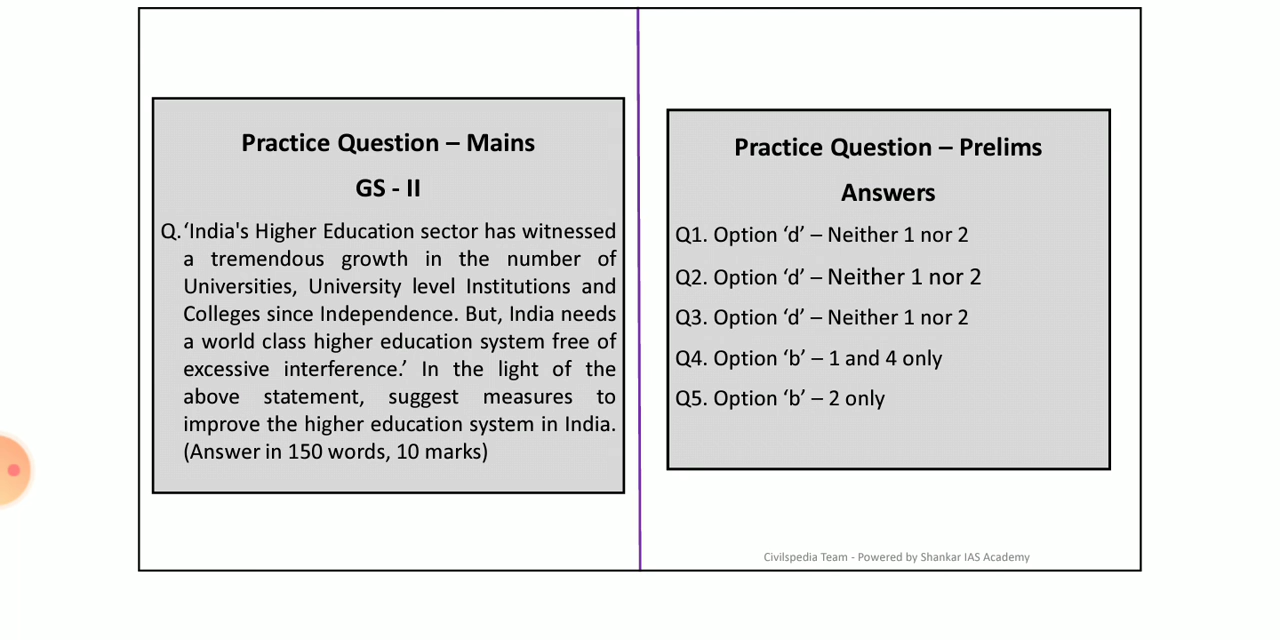 Practice Question – Mains
GS - II
Q. ‘India's Higher Education sector has witnessed
a tremendous growth in the number of
Universities, University level Institutions and
Colleges since Independence. But, India needs
a world class higher education system free of
excessive interference.’ In the light of the
above statement, suggest measures to
improve the higher education system in India.
(Answer in 150 words, 10 marks)
Practice Question – Prelims
Answers
Q1. Option ‘d’ – Neither 1 nor 2
Q2. Option ‘d’ – Neither 1 nor 2
Q3. Option ‘d’ – Neither 1 nor 2
Q4. Option ‘b’ – 1 and 4 only
Q5. Option ‘b’ – 2 only
Civilspedia Team - Powered by Shankar IAS Academy